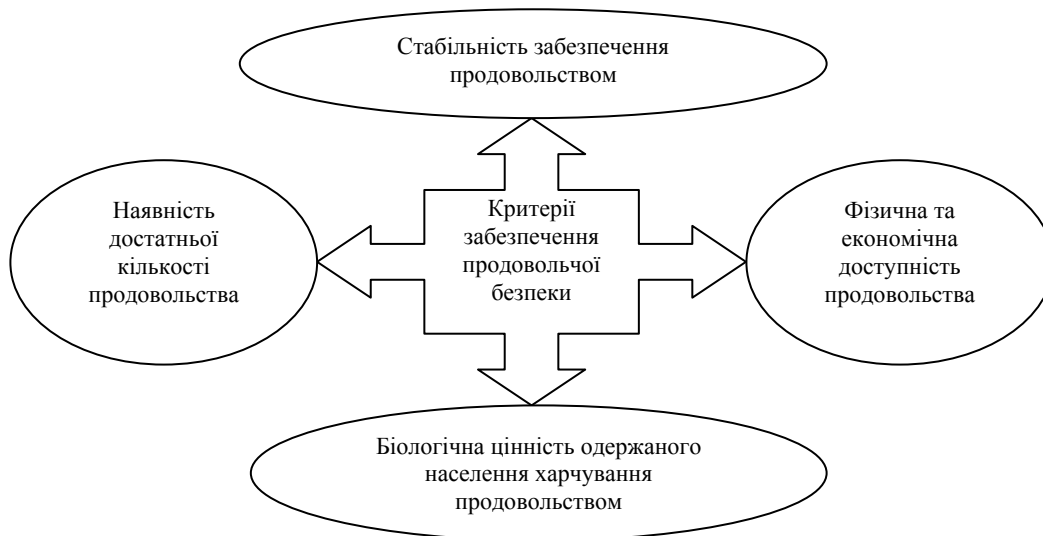 Стабільність забезпечення
продовольством
Наявність
достатньої
кількості
продовольства
Критерії
забезпечення
продовольчої
безпеки
Фізична та
економічна
доступність
продовольства
Біологічна цінність одержаного
населення харчування
продовольством